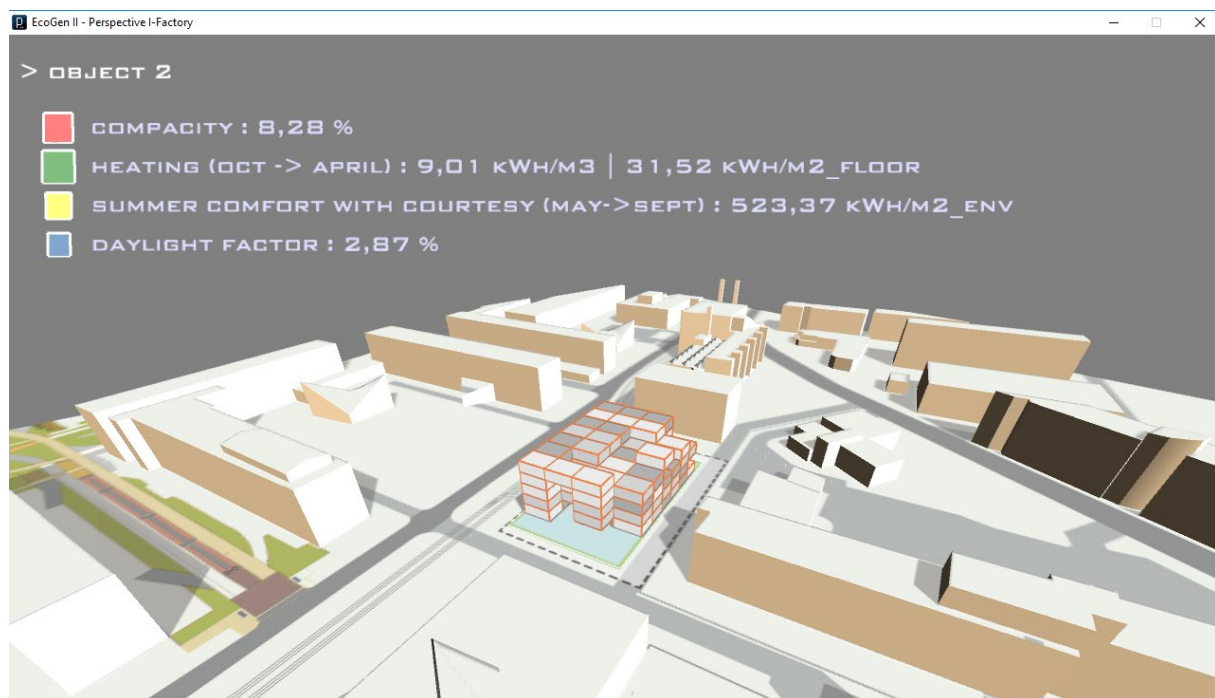 EcoGen II - Perspective I-Factory
> OBJECT 2
COMPACITY : 8,28 %
HEATING (OCT -> APRIL) : 9,01 KWH/M3 | 31,52 KWH/M2_FLOOR
SUMMER COMFORT WITH COURTESY (MAY->SEPT) : 523,37 KWH/M2_ENV
DAYLIGHT FACTOR : 2,87 %